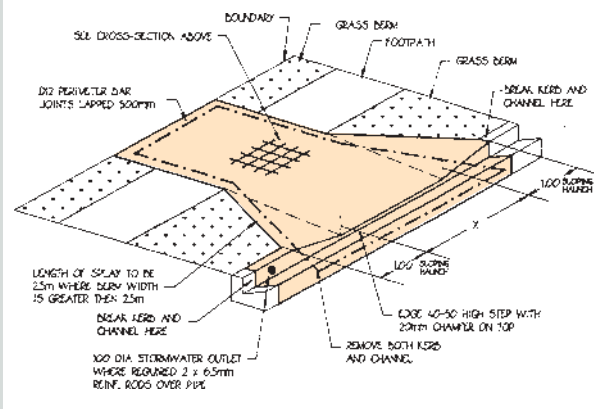 BOUNDARY
GRASS BERM
SEE CROSS-SECTION ABOVE
FOOTPATH
GRASS BERM
D12 PERIMETER BAR
JOINTS LAPPED 500mm
BREAK KERB AND
CHANNEL HERE
1.00 SLOPING
HAUNCH
X
1.00 SLOPING
HAUNCH
LENGTH OF SPLAY TO BE
2.5m WHERE BERM WIDTH
IS GREATER THEN 2.5m
BREAK KERB AND
CHANNEL HERE
EDGE 40-50 HIGH STEP WITH
20mm CHAMFER ON TOP
100 DIA. STORMWATER OUTLET
WHERE REQUIRED 2 x 6.5mm
REINF. RODS OVER PIPE
REMOVE BOTH KERB
AND CHANNEL